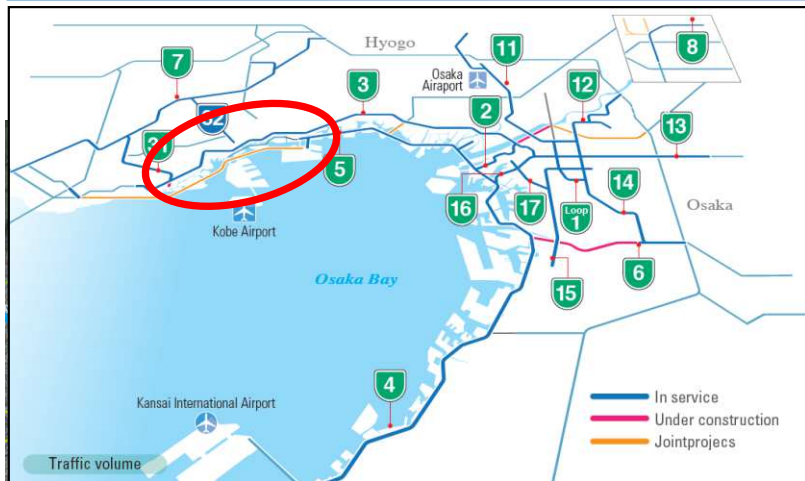 Hyogo
11
8
7
Osaka
Airaport
12
3
2
32
13
31
5
14
16
17
Loop
1
Osaka
Kobe Airport
6
Osaka Bay
15
4
In service
Kansai International Airport
Under construction
Jointprojecs
Traffic volume